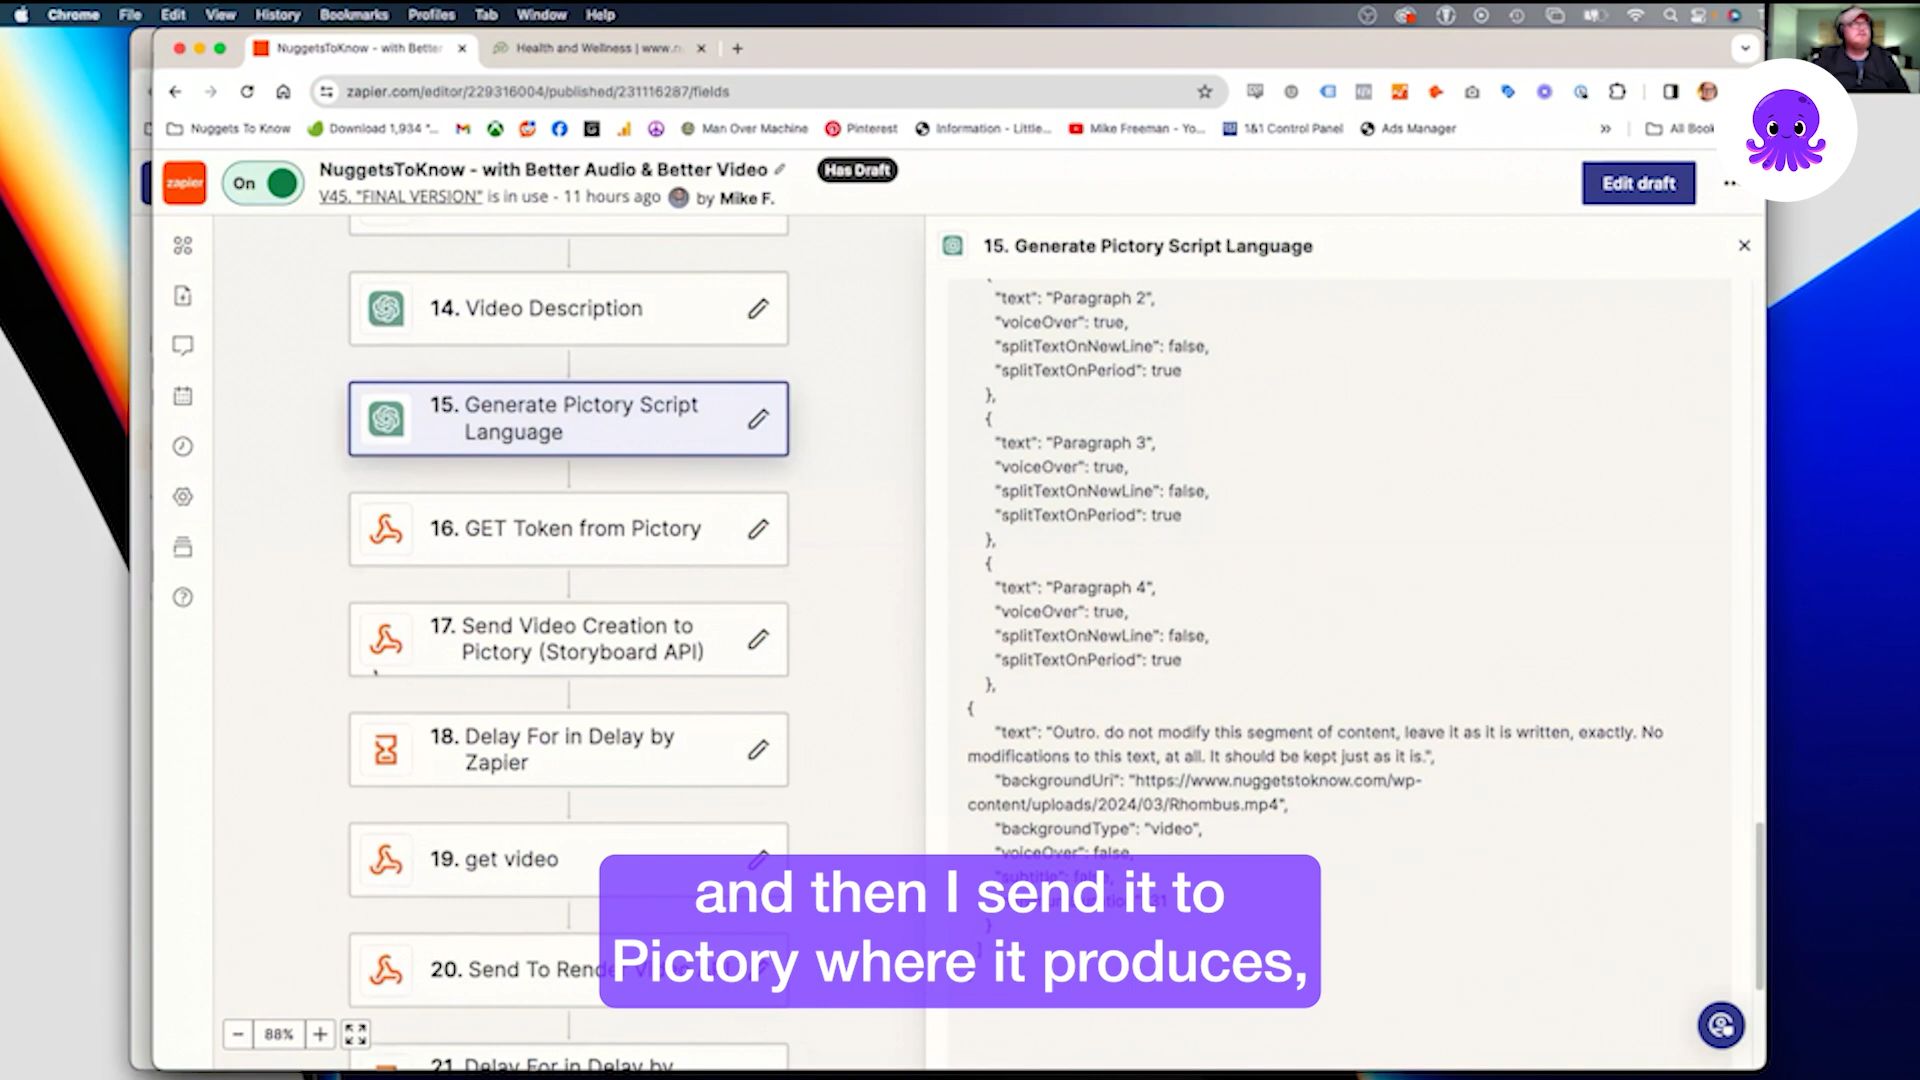 Chrome File Edit View History Bookmarks Profiles Tab Window Help
NuggetsToKnow - with Better
Health and Wellness | www.n
zapier.com/editor/229316004/published/231116287/fields
Nuggets To Know
Download 1,934 "...
Man Over Machine
Pinterest
Information - Little...
Mike Freeman - Yo...
1&1 Control Panel
Ads Manager
All Book
zapier
On
NuggetsToKnow - with Better Audio & Better Video
Has Draft
V45. "FINAL VERSION" is in use - 11 hours ago by Mike F.
Edit draft
14. Video Description
15. Generate Pictory Script
Language
16. GET Token from Pictory
17. Send Video Creation to
Pictory (Storyboard API)
18. Delay For in Delay by
Zapier
19. get video
20. Send To Rend
21. Delay For in Delay by
88%
15. Generate Pictory Script Language
{
"text": "Paragraph 2",
"voiceOver": true,
"splitTextOnNewLine": false,
"splitTextOnPeriod": true
},
{
"text": "Paragraph 3",
"voiceOver": true,
"splitTextOnNewLine": false,
"splitTextOnPeriod": true
},
{
"text": "Paragraph 4",
"voiceOver": true,
"splitTextOnNewLine": false,
"splitTextOnPeriod": true
},
{
"text": "Outro. do not modify this segment of content, leave it as it is written, exactly. No
modifications to this text, at all. It should be kept just as it is.",
"backgroundUri": "https://www.nuggetstoknow.com/wp-
content/uploads/2024/03/Rhombus.mp4",
"backgroundType": "video",
"voiceOver": false,
"subtitle": false,
31
}
]
and then I send it to
Pictory where it produces,